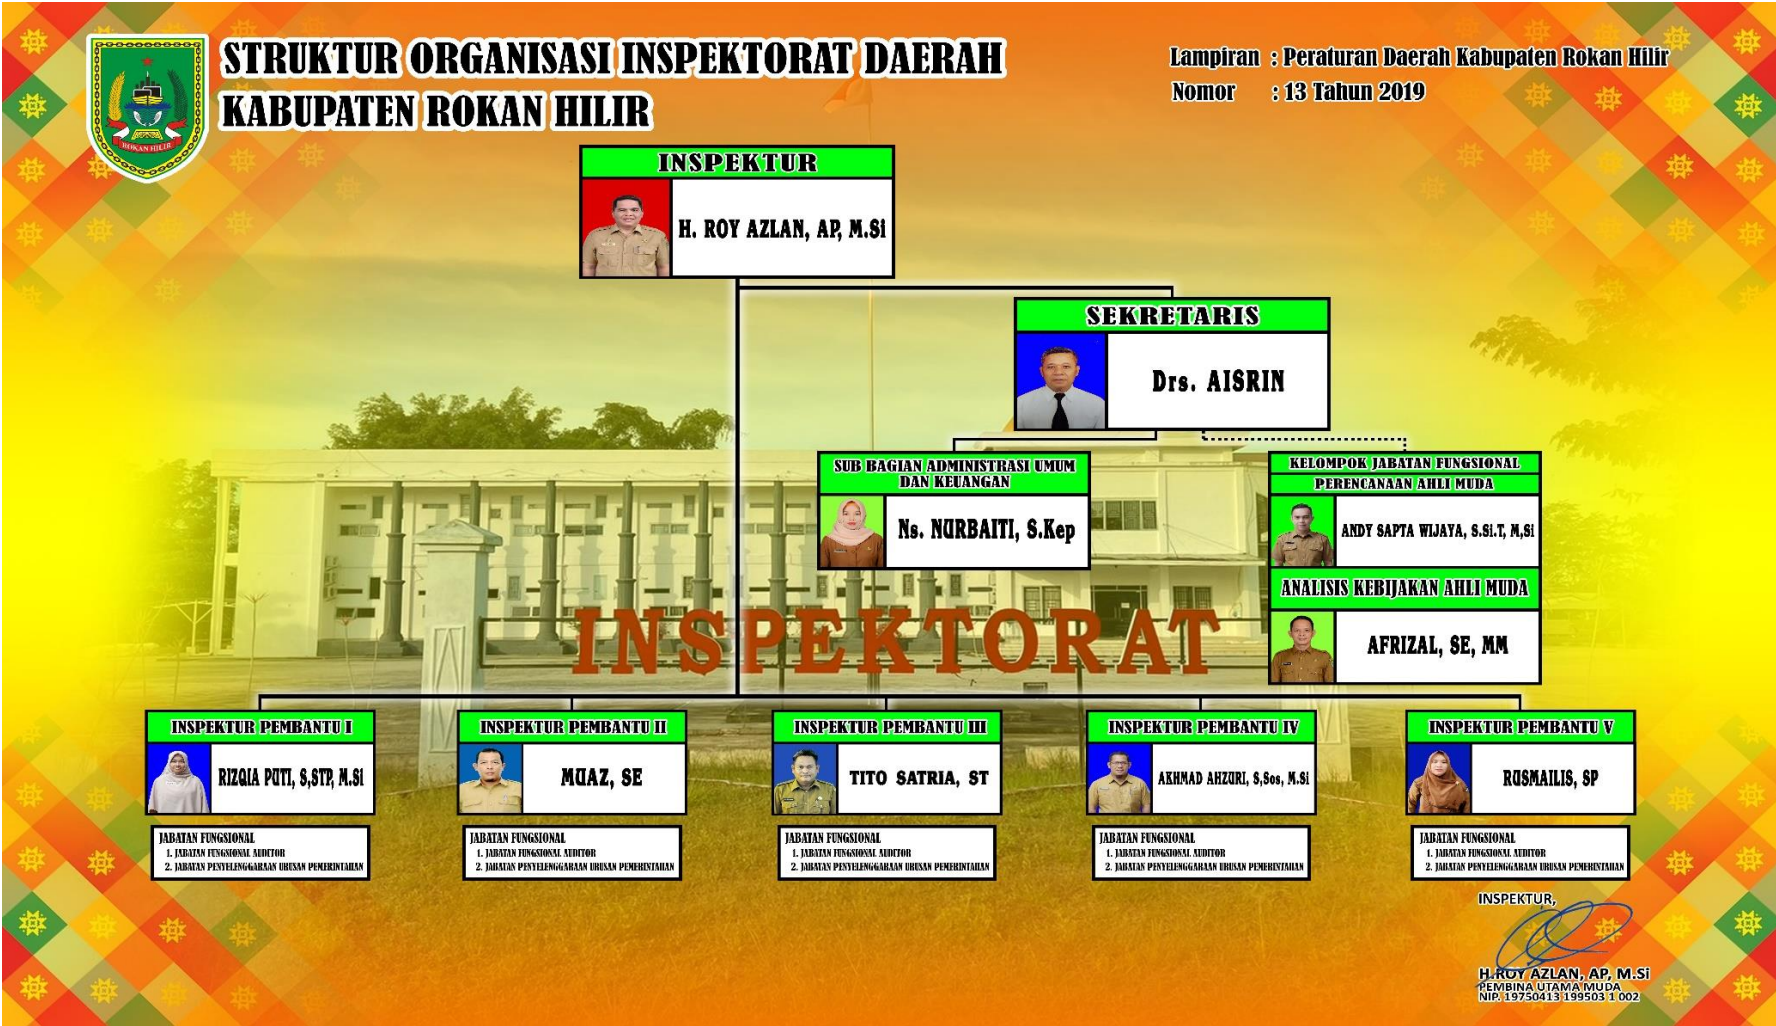 STRUKTUR ORGANISASI INSPEKTORAT DAERAH
KABUPATEN ROKAN HILIR
ROKAN HILIR
Lampiran : Peraturan Daerah Kabupaten Rokan Hilir
Nomor : 13 Tahun 2019
INSPEKTUR
H. ROY AZLAN, AP, M.Si
SEKRETARIS
Drs. AISRIN
SUB BAGIAN ADMINISTRASI UMUM
DAN KEUANGAN
Ns. NURBAITI, S.Kep
KELOMPOK JABATAN FUNGSIONAL
PERENCANAAN AHLI MUDA
ANDY SAPTA WIJAYA, S.Si.T, M,Si
ANALISIS KEBIJAKAN AHLI MUDA
AFRIZAL, SE, MM
INSPEKTORAT
INSPEKTUR PEMBANTU I
RIZQIA PUTI, S,STP, M.Si
JABATAN FUNGSIONAL
1. JABATAN FUNGSIONAL AUDITOR
2. JABATAN PENYELENGGARAAN URUSAN PEMERINTAHAN
INSPEKTUR PEMBANTU II
MUAZ, SE
JABATAN FUNGSIONAL
1. JABATAN FUNGSIONAL AUDITOR
2. JABATAN PENYELENGGARAAN URUSAN PEMERINTAHAN
INSPEKTUR PEMBANTU III
TITO SATRIA, ST
JABATAN FUNGSIONAL
1. JABATAN FUNGSIONAL AUDITOR
2. JABATAN PENYELENGGARAAN URUSAN PEMERINTAHAN
INSPEKTUR PEMBANTU IV
AKHMAD AHZURI, S,Sos, M.Si
JABATAN FUNGSIONAL
1. JABATAN FUNGSIONAL AUDITOR
2. JABATAN PENYELENGGARAAN URUSAN PEMERINTAHAN
INSPEKTUR PEMBANTU V
RUSMAILIS, SP
JABATAN FUNGSIONAL
1. JABATAN FUNGSIONAL AUDITOR
2. JABATAN PENYELENGGARAAN URUSAN PEMERINTAHAN
INSPEKTUR,
H.ROY AZLAN, AP, M.Si
PEMBINA UTAMA MUDA
NIP. 19750413 199503 1 002